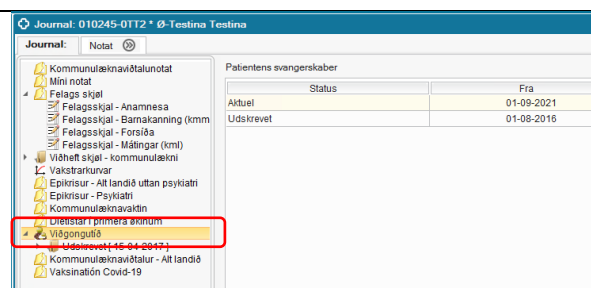 Journal: 010245-0TT2 * Ø-Testina Testina
Journal: Notat
Kommunulæknaviðtalunotat
Míni notat
Felags skjøl
Felagsskjal - Anamnesa
Felagsskjal - Barnakanning (kmm
Felagsskjal - Forsíða
Felagsskjal - Mátingar (kml)
Viðheft skjøl - kommunulækni
Vakstrarkurvar
Epikrisur - Alt landið uttan psykiatri
Epikrisur - Psykiatri
Kommunulæknavaktin
Dietistar í primera økinum
Viðgongutíð
Udskrevet [ 15-04-2017 ]
Kommunulæknaviðtalur - Alt landið
Vaksinatión Covid-19
Patientens svangerskaber
Status Fra
Aktuel 01-09-2021
Udskrevet 01-08-2016